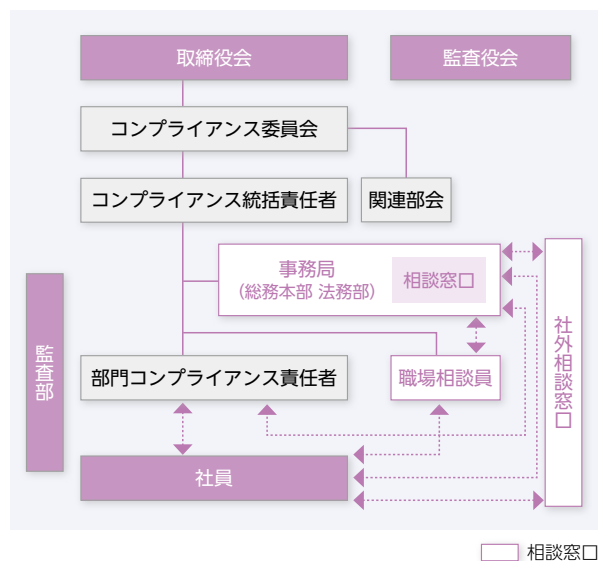 取締役会
監査役会
コンプライアンス委員会
コンプライアンス統括責任者
関連部会
事務局
（総務本部 法務部）
相談窓口
社外相談窓口
監査部
部門コンプライアンス責任者
職場相談員
社員
相談窓口